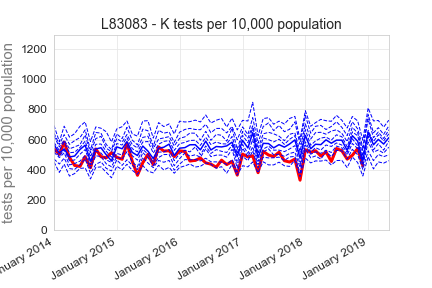 L83083 - K tests per 10,000 population
tests per 10,000 population
1200
1000
800
600
400
200
0
nuary 2014
January 2015
January 2016
January 2017
January 2018
January 2019